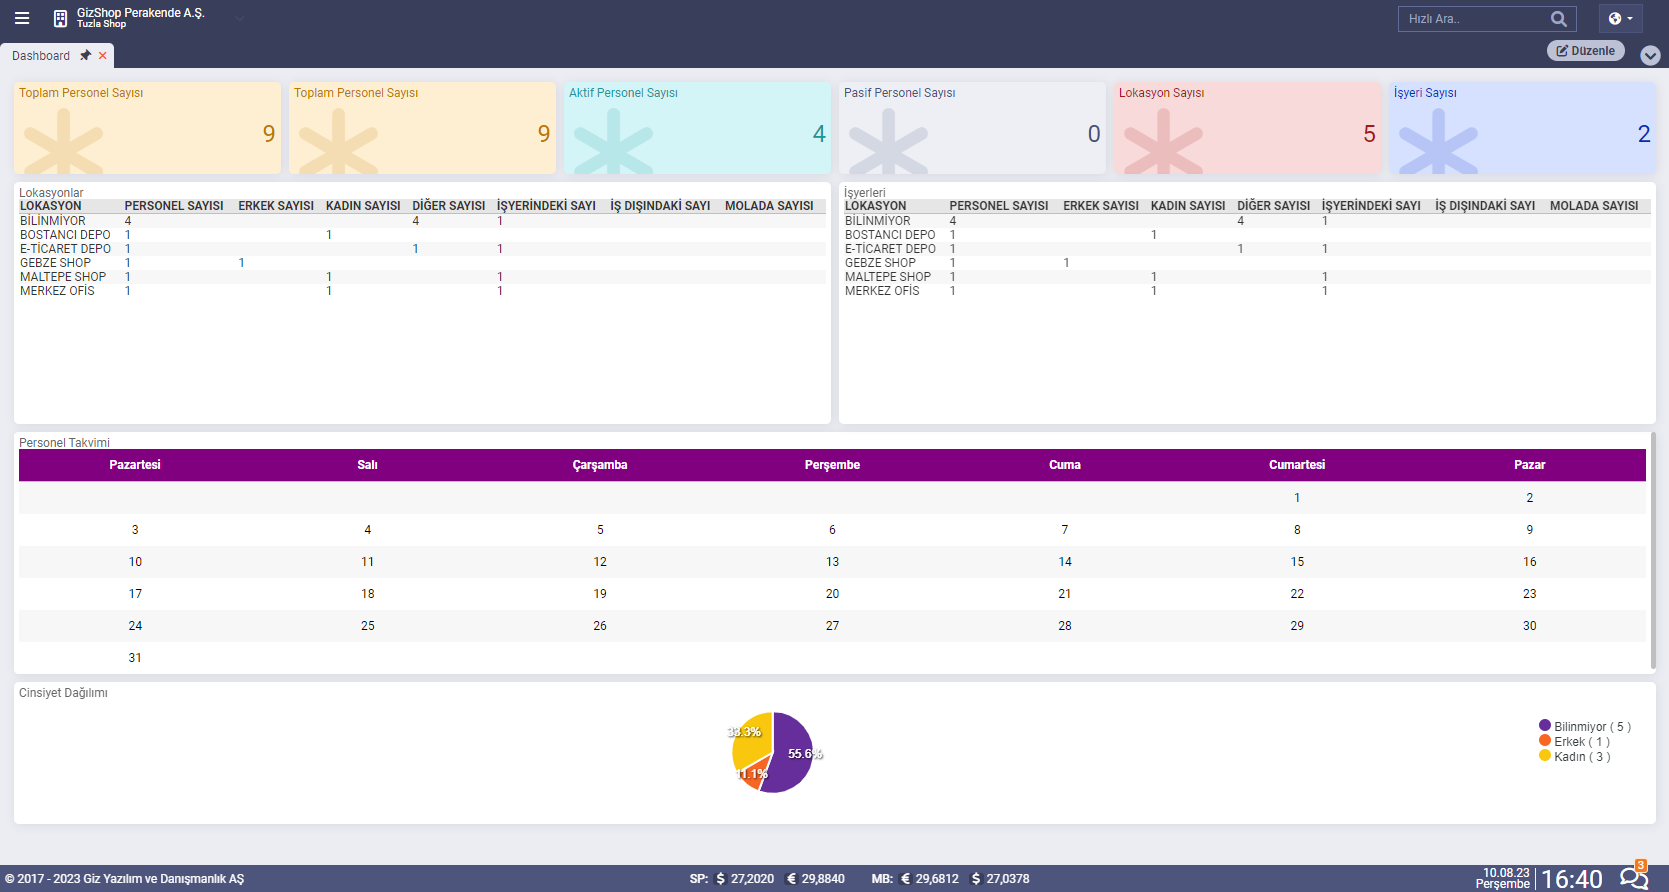 GizShop Perakende A.Ş.
Tuzla Shop
Hızlı Ara..
Dashboard
Düzenle
Toplam Personel Sayısı
9
Toplam Personel Sayısı
9
Aktif Personel Sayısı
4
Pasif Personel Sayısı
0
Lokasyon Sayısı
5
İşyeri Sayısı
2
Lokasyonlar
LOKASYON PERSONEL SAYISI ERKEK SAYISI KADIN SAYISI DİĞER SAYISI İŞYERİNDEKİ SAYI İŞ DIŞINDAKİ SAYI MOLADA SAYISI
BİLİNMİYOR 4 4 1
BOSTANCI DEPO 1 1
E-TİCARET DEPO 1 1 1
GEBZE SHOP 1 1
MALTEPE SHOP 1 1 1
MERKEZ OFİS 1 1 1
İşyerleri
LOKASYON PERSONEL SAYISI ERKEK SAYISI KADIN SAYISI DİĞER SAYISI İŞYERİNDEKİ SAYI İŞ DIŞINDAKİ SAYI MOLADA SAYISI
BİLİNMİYOR 4 4 1
BOSTANCI DEPO 1 1
E-TİCARET DEPO 1 1 1
GEBZE SHOP 1 1
MALTEPE SHOP 1 1 1
MERKEZ OFİS 1 1 1
Personel Takvimi
Pazartesi Salı Çarşamba Perşembe Cuma Cumartesi Pazar
1 2
3 4 5 6 7 8 9
10 11 12 13 14 15 16
17 18 19 20 21 22 23
24 25 26 27 28 29 30
31
Cinsiyet Dağılımı
33.3%
55.6%
11.1%
Bilinmiyor ( 5 )
Erkek ( 1 )
Kadın ( 3 )
© 2017 - 2023 Giz Yazılım ve Danışmanlık AŞ
SP: $ 27,2020 € 29,8840 MB: € 29,6812 $ 27,0378
10.08.23
Perşembe
16:40
3